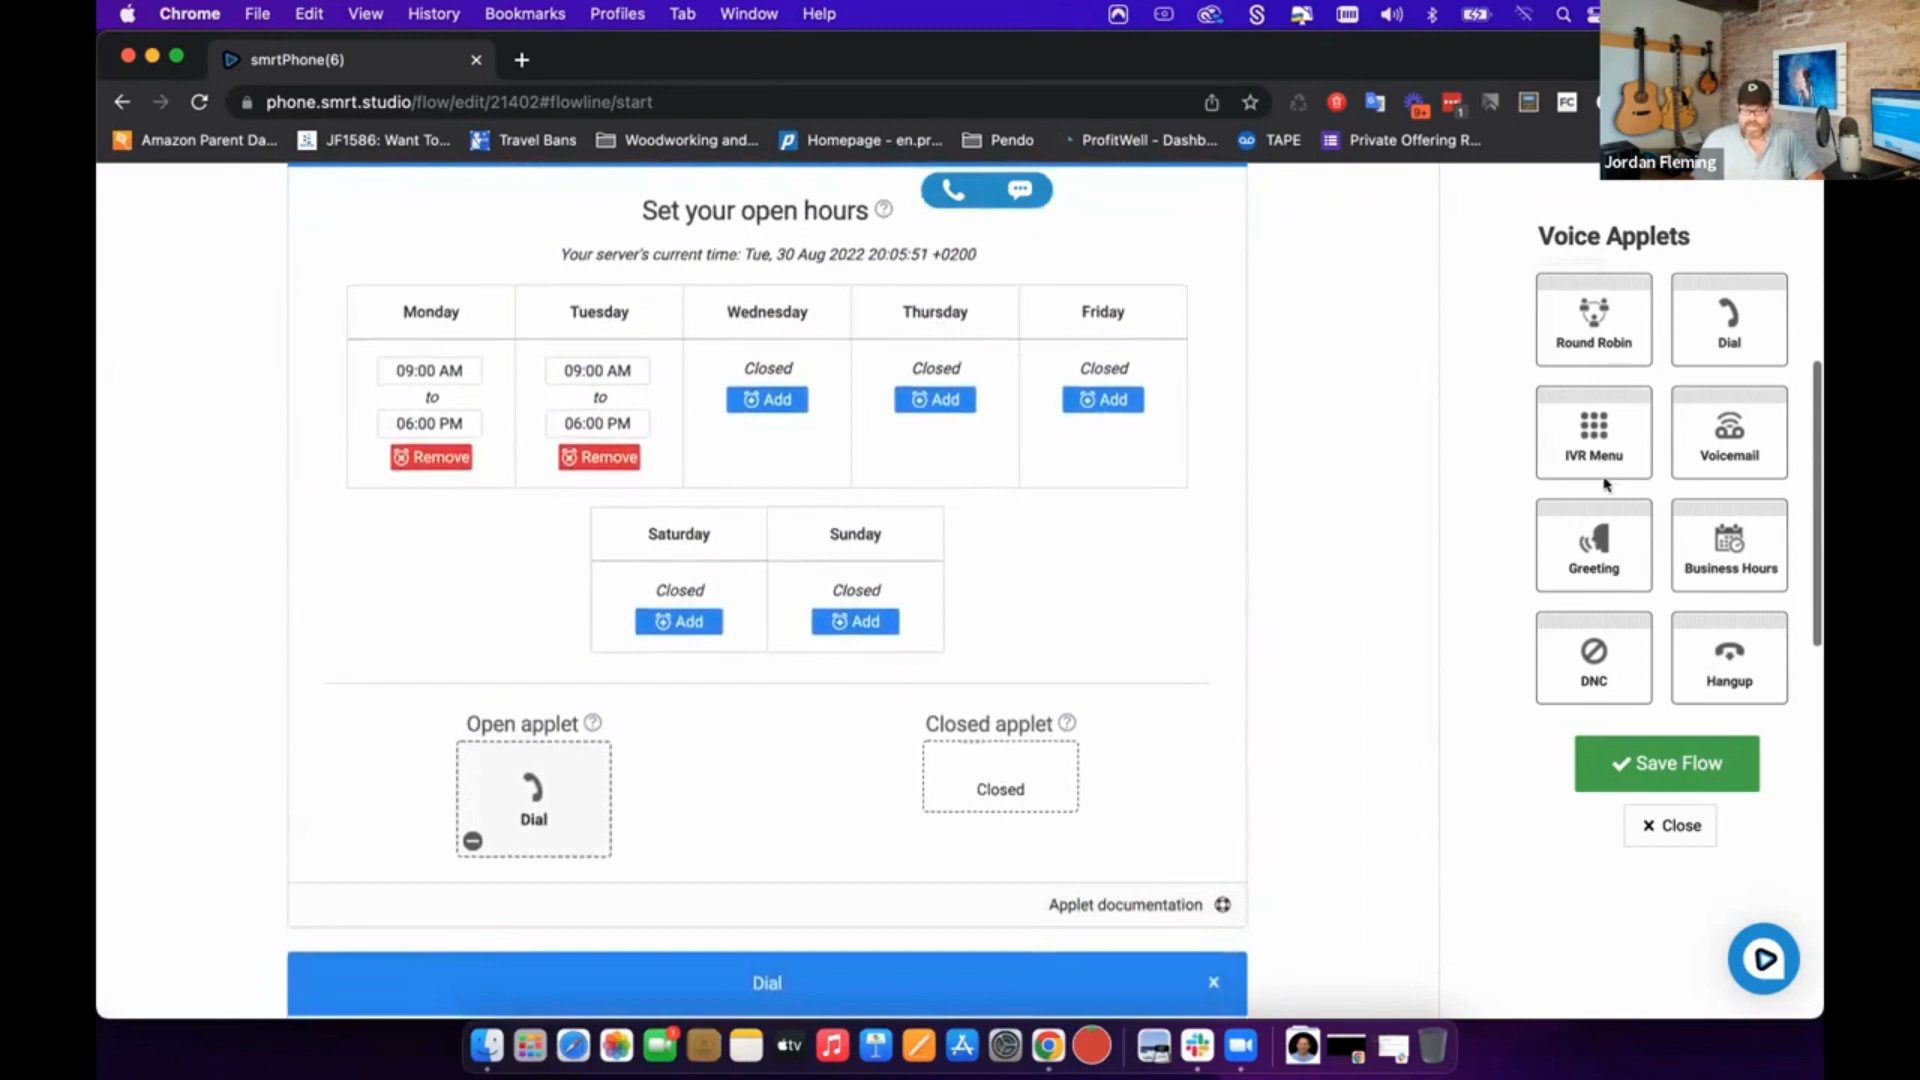 Chrome File Edit View History Bookmarks Profiles Tab Window Help
smrtPhone(6)
phone.smrt.studio/flow/edit/21402#flowline/start
9+
1
FC
Amazon Parent Da...
JF1586: Want To...
Travel Bans
Woodworking and...
Homepage - en.pr...
Pendo
ProfitWell - Dashb...
TAPE
Private Offering R...
Jordan Fleming
Set your open hours
Your server's current time: Tue, 30 Aug 2022 20:05:51 +0200
Monday Tuesday Wednesday Thursday Friday
09:00 AM 09:00 AM Closed Closed Closed
to to Add Add Add
06:00 PM 06:00 PM
Remove Remove
Saturday Sunday
Closed Closed
Add Add
Open applet Closed applet
Dial
Closed
Applet documentation
Dial x
Voice Applets
Round Robin Dial
IVR Menu Voicemail
Greeting Business Hours
DNC Hangup
Save Flow
Close
tv